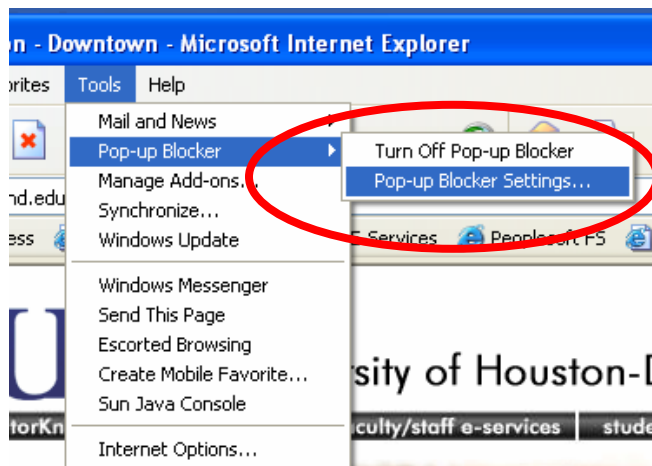 on - Downtown - Microsoft Internet Explorer
orites Tools Help
Mail and News
Pop-up Blocker
Turn Off Pop-up Blocker
Manage Add-ons...
Pop-up Blocker Settings...
nd.edu
Synchronize...
ess
Windows Update
E-Services Peoplesoft FS
Windows Messenger
Send This Page
Escorted Browsing
Create Mobile Favorite...
sity of Houston-D
Sun Java Console
torKn
culty/staff e-services stude
Internet Options...